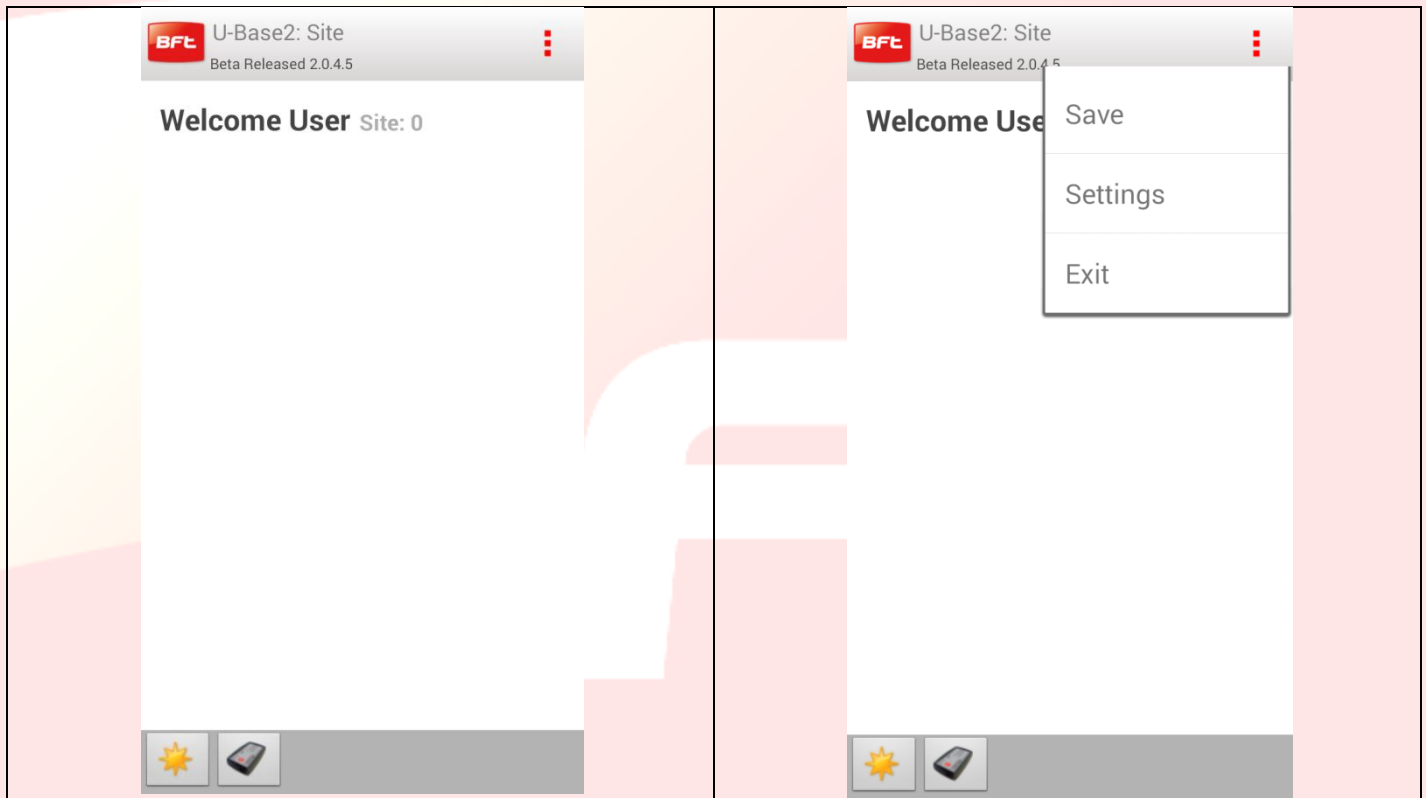 BFt
U-Base2: Site
Beta Released 2.0.4.5
Welcome User Site: 0
BFt
U-Base2: Site
Beta Released 2.0.4.5
Welcome Use
Save
Settings
Exit